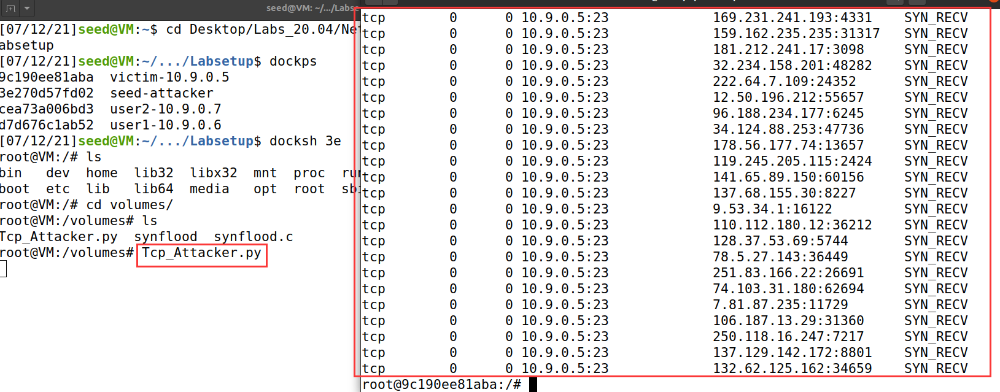 seed@VM: ~/.../Labse
[07/12/21]seed@VM:~$ cd Desktop/Labs_20.04/Net
absetup
[07/12/21]seed@VM:~/.../Labsetup$ dockps
9c190ee81aba  victim-10.9.0.5
3e270d57fd02  seed-attacker
cea73a006bd3  user2-10.9.0.7
d7d676c1ab52  user1-10.9.0.6
[07/12/21]seed@VM:~/.../Labsetup$ docksh 3e
root@VM:/# ls
bin   dev  home  lib32  libx32  mnt  proc  run
boot  etc  lib   lib64  media   opt  root  sbi
root@VM:/# cd volumes/
root@VM:/volumes# ls
Tcp_Attacker.py  synflood  synflood.c
root@VM:/volumes# Tcp_Attacker.py
tcp        0      0 10.9.0.5:23             169.231.241.193:4331    SYN_RECV
tcp        0      0 10.9.0.5:23             159.162.235.235:31317   SYN_RECV
tcp        0      0 10.9.0.5:23             181.212.241.17:3098     SYN_RECV
tcp        0      0 10.9.0.5:23             32.234.158.201:48282    SYN_RECV
tcp        0      0 10.9.0.5:23             222.64.7.109:24352      SYN_RECV
tcp        0      0 10.9.0.5:23             12.50.196.212:55657     SYN_RECV
tcp        0      0 10.9.0.5:23             96.188.234.177:6245     SYN_RECV
tcp        0      0 10.9.0.5:23             34.124.88.253:47736     SYN_RECV
tcp        0      0 10.9.0.5:23             178.56.177.74:13657     SYN_RECV
tcp        0      0 10.9.0.5:23             119.245.205.115:2424    SYN_RECV
tcp        0      0 10.9.0.5:23             141.65.89.150:60156     SYN_RECV
tcp        0      0 10.9.0.5:23             137.68.155.30:8227      SYN_RECV
tcp        0      0 10.9.0.5:23             9.53.34.1:16122         SYN_RECV
tcp        0      0 10.9.0.5:23             110.112.180.12:36212    SYN_RECV
tcp        0      0 10.9.0.5:23             128.37.53.69:5744       SYN_RECV
tcp        0      0 10.9.0.5:23             78.5.27.143:36449       SYN_RECV
tcp        0      0 10.9.0.5:23             251.83.166.22:26691     SYN_RECV
tcp        0      0 10.9.0.5:23             74.103.31.180:62694     SYN_RECV
tcp        0      0 10.9.0.5:23             7.81.87.235:11729       SYN_RECV
tcp        0      0 10.9.0.5:23             106.187.13.29:31360     SYN_RECV
tcp        0      0 10.9.0.5:23             250.118.16.247:7217     SYN_RECV
tcp        0      0 10.9.0.5:23             137.129.142.172:8801    SYN_RECV
tcp        0      0 10.9.0.5:23             132.62.125.162:34659    SYN_RECV
root@9c190ee81aba:/#